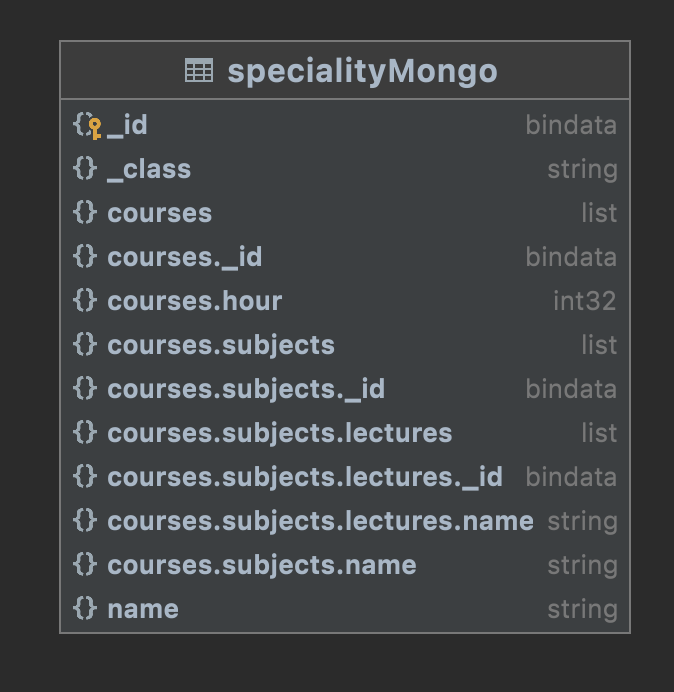 specialityMongo
_id bindata
_class string
courses list
courses._id bindata
courses.hour int32
courses.subjects list
courses.subjects._id bindata
courses.subjects.lectures list
courses.subjects.lectures._id bindata
courses.subjects.lectures.name string
courses.subjects.name string
name string